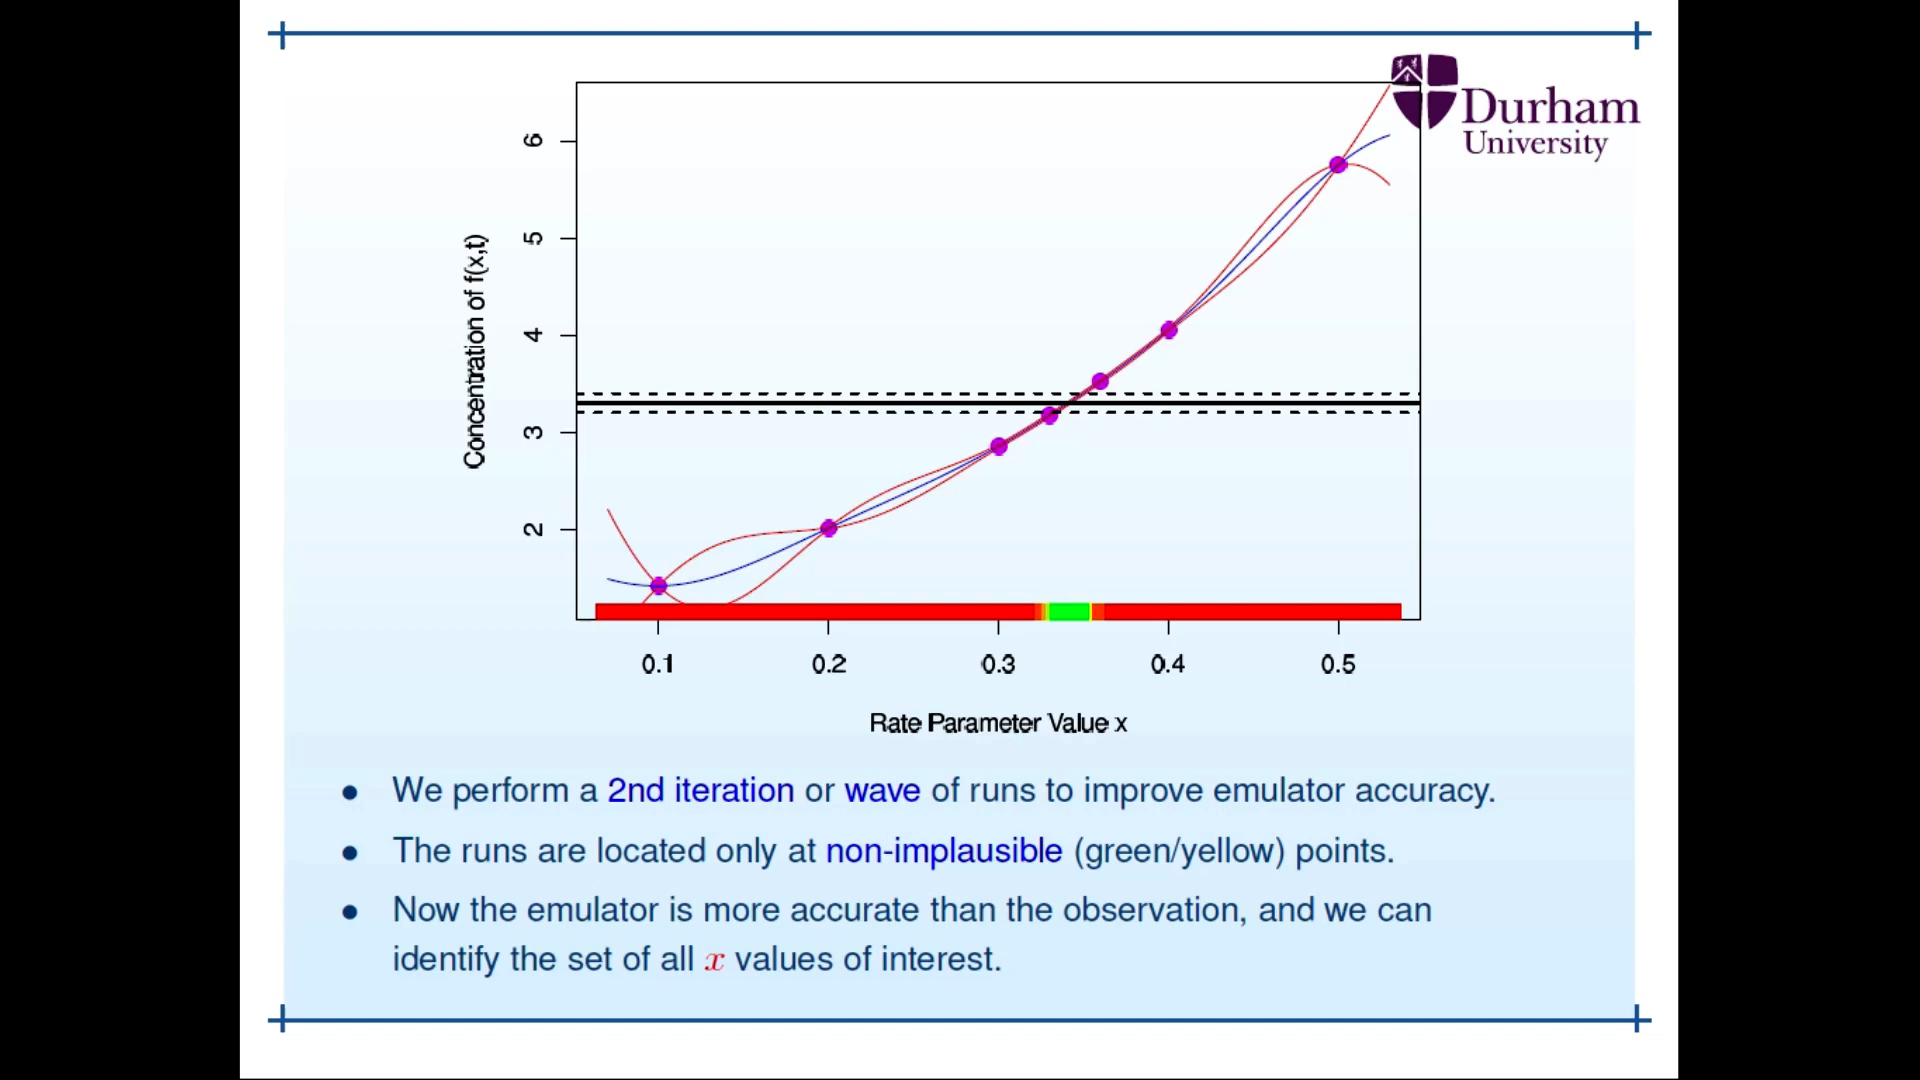 Durham
University
6
5
4
3
2
Concentration of f(x,t)
0.1 0.2 0.3 0.4 0.5
Rate Parameter Value x
● We perform a 2nd iteration or wave of runs to improve emulator accuracy.
● The runs are located only at non-implausible (green/yellow) points.
● Now the emulator is more accurate than the observation, and we can
identify the set of all x values of interest.